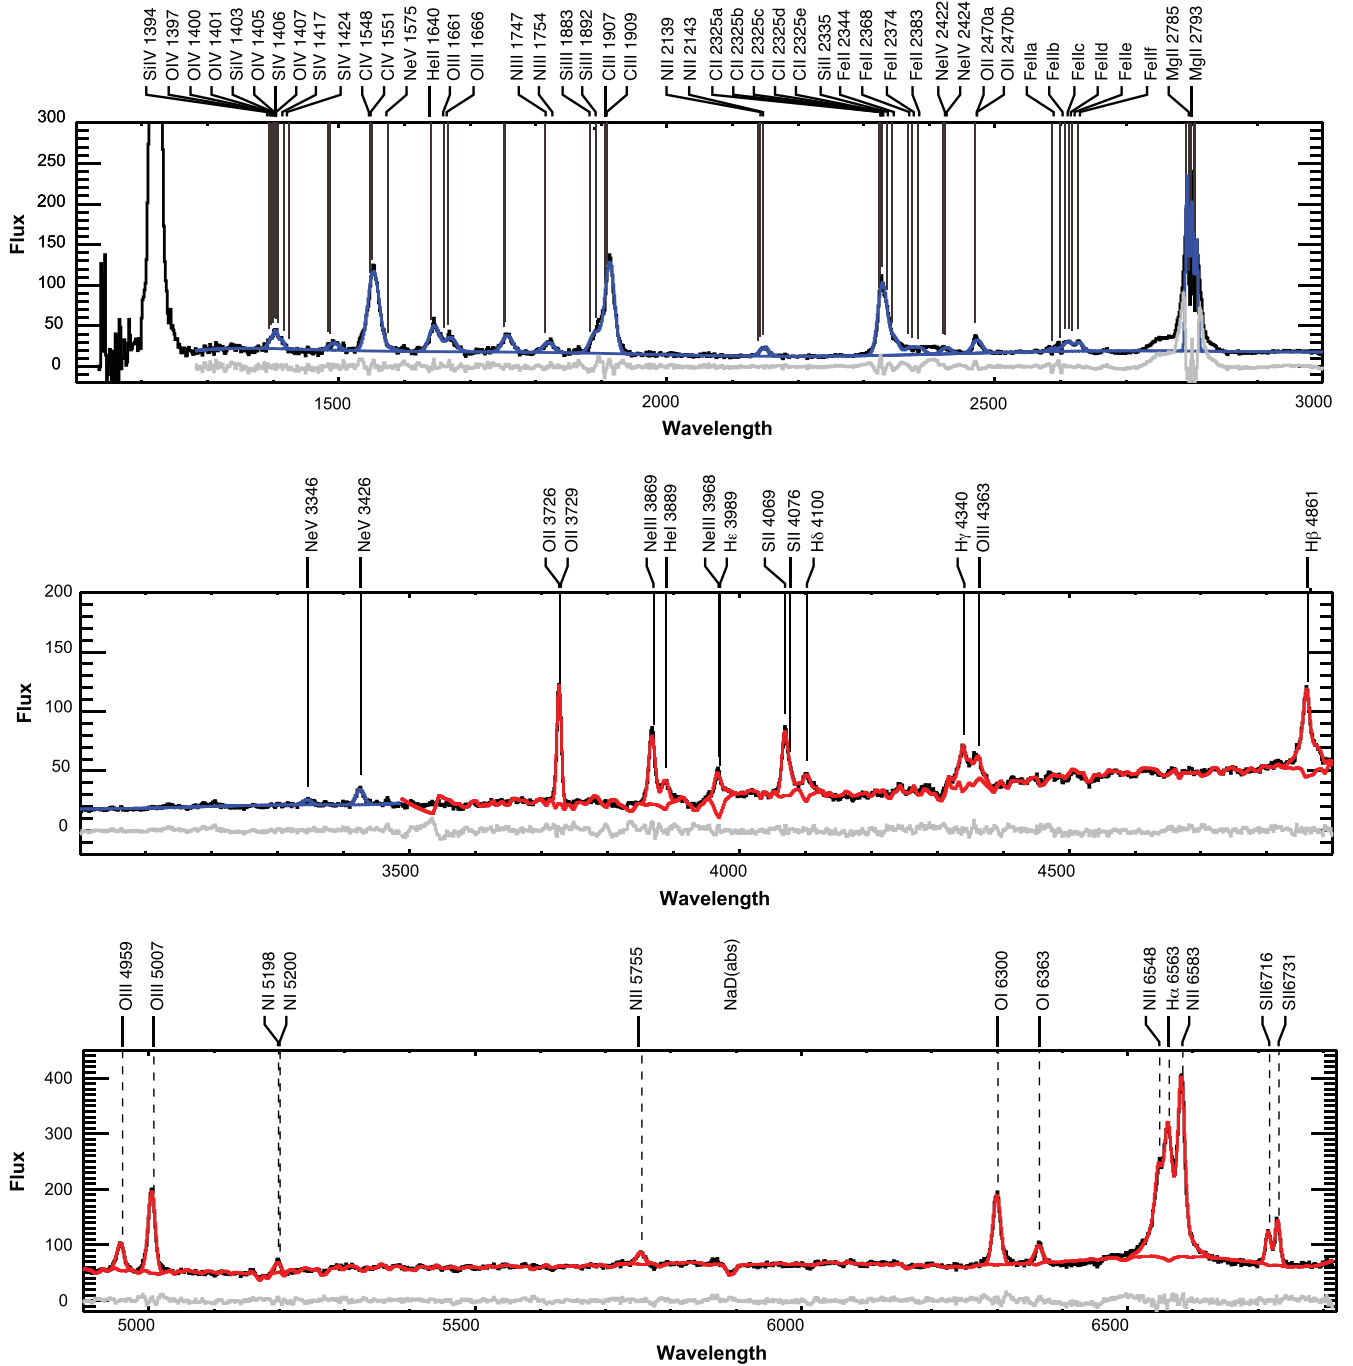 SiIV 1394
OIV 1397
OIV 1400
OIV 1401
SiIV 1403
OIV 1405
SIV 1406
OIV 1407
SIV 1417
SIV 1424
CIV 1548
CIV 1551
NeV 1575
HeII 1640
OIII 1661
OIII 1666
NIII 1747
NIII 1754
SiIII 1883
SiIII 1892
CIII 1907
CIII 1909
NII 2139
NII 2143
CII 2325a
CII 2325b
CII 2325c
CII 2325d
CII 2325e
SiII 2335
FeII 2344
FeII 2368
FeII 2374
FeII 2383
NeIV 2422
NeIV 2424
OII 2470a
OII 2470b
FeIIa
FeIIb
FeIIc
FeIId
FeIIe
FeIIf
MgII 2785
MgII 2793
300
250
200
150
100
50
0
Flux
1500
2000
2500
3000
Wavelength
NeV 3346
NeV 3426
OII 3726
OII 3729
NeIII 3869
HeI 3889
NeIII 3968
Hε 3989
SII 4069
SII 4076
Hδ 4100
Hγ 4340
OIII 4363
Hβ 4861
200
150
100
50
0
Flux
3500
4000
4500
Wavelength
OIII 4959
OIII 5007
NI 5198
NI 5200
NII 5755
NaD(abs)
OI 6300
OI 6363
NII 6548
Hα 6563
NII 6583
SII6716
SII6731
400
300
200
100
0
Flux
5000
5500
6000
6500
Wavelength